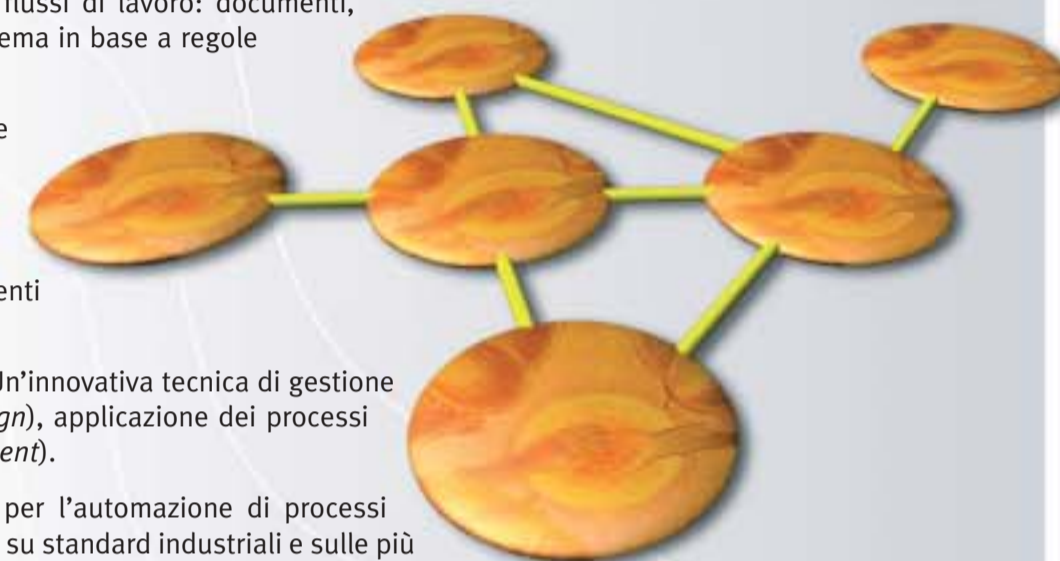 flussi di lavoro: documenti,
ema in base a regole
e
enti
Un’innovativa tecnica di gestione
gn), applicazione dei processi
ent).
per l’automazione di processi
su standard industriali e sulle più